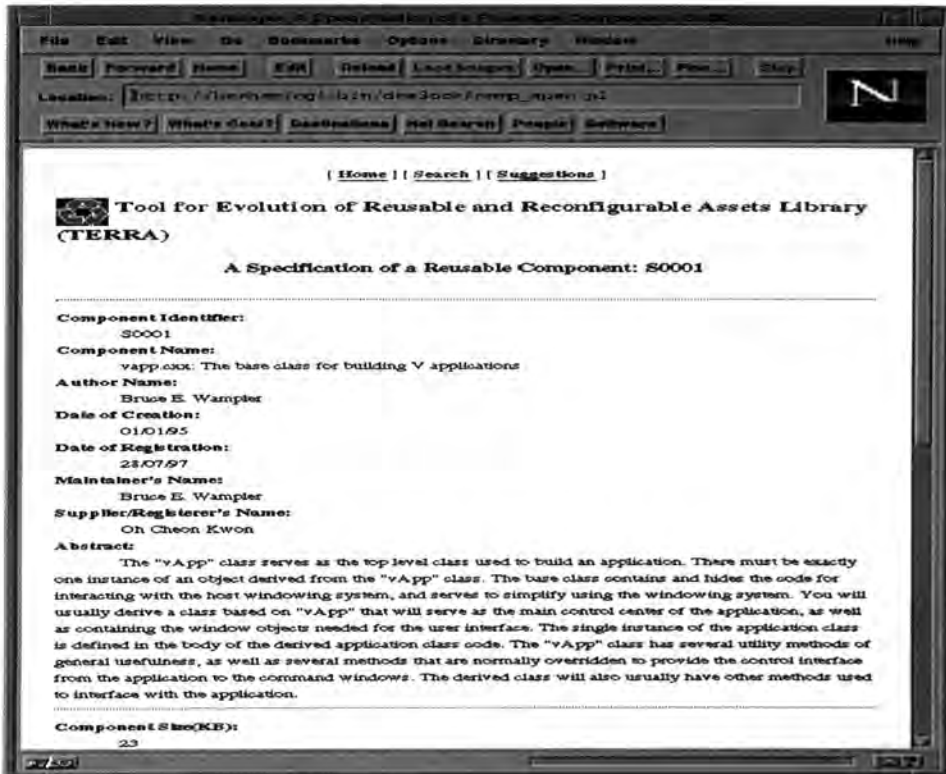 File Edit View Go Bookmarks Options Directory Window Help
Back Forward Home Edit Reload Load Images Open... Print... Find... Stop
Location:
N
What's New? What's Cool? Destinations Net Search People Software
[ Home ] [ Search ] [ Suggestions ]
Tool for Evolution of Reusable and Reconfigurable Assets Library
(TERRA)
A Specification of a Reusable Component: S0001
Component Identifier:
S0001
Component Name:
vapp.cxx: The base class for building V applications
Author Name:
Bruce E. Wampler
Date of Creation:
01/01/95
Date of Registration:
28/07/97
Maintainer's Name:
Bruce E. Wampler
Supplier/Registerer's Name:
Oh Cheon Kwon
Abstract:
The "vApp" class serves as the top level class used to build an application. There must be exactly
one instance of an object derived from the "vApp" class. The base class contains and hides the code for
interacting with the host windowing system, and serves to simplify using the windowing system. You will
usually derive a class based on "vApp" that will serve as the main control center of the application, as well
as containing the window objects needed for the user interface. The single instance of the application class
is defined in the body of the derived application class code. The "vApp" class has several utility methods of
general usefulness, as well as several methods that are normally overridden to provide the control interface
from the application to the command windows. The derived class will also usually have other methods used
to interface with the application.
Component Size(KB):
23